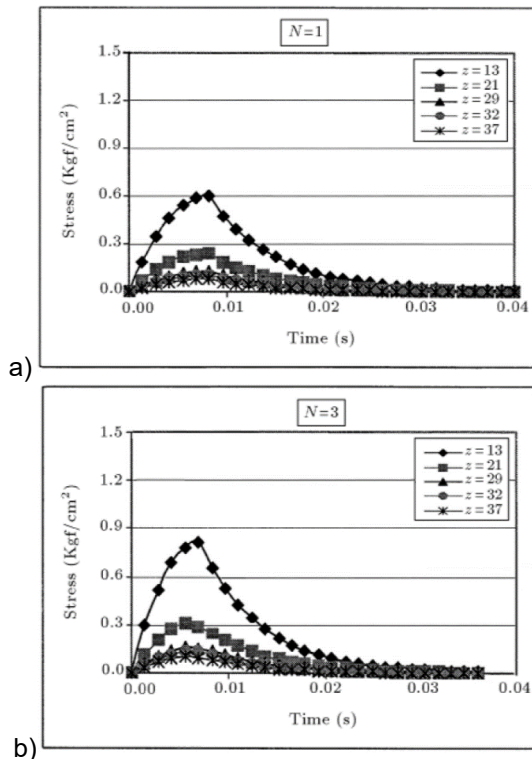 N=1
1.5
z = 13
z = 21
z = 29
z = 32
z = 37
1.2
0.9
0.6
0.3
0.0
Stress (Kgf/cm²)
0.00 0.01 0.02 0.03 0.04
Time (s)
a)
N=3
1.5
z = 13
z = 21
z = 29
z = 32
z = 37
1.2
0.9
0.6
0.3
0.0
Stress (Kgf/cm²)
0.00 0.01 0.02 0.03 0.04
Time (s)
b)